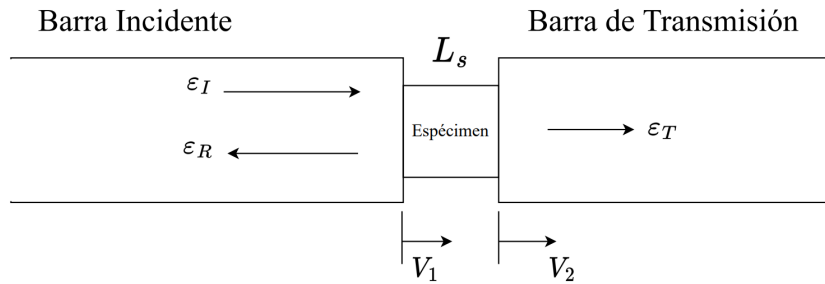 Barra Incidente
Barra de Transmisión
L_s
ε_I
Espécimen
ε_T
ε_R
V_1
V_2